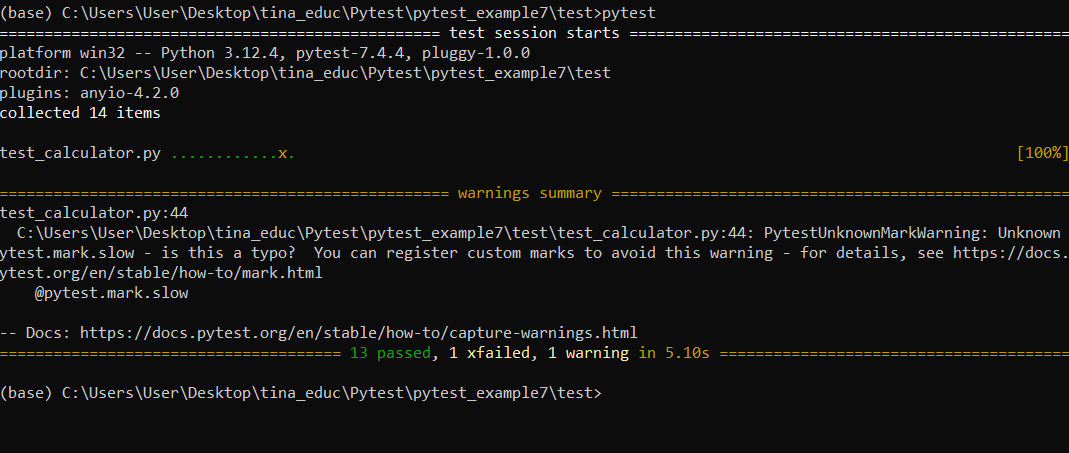 (base) C:\Users\User\Desktop\tina_educ\Pytest\pytest_example7\test>pytest
================================================= test session starts =================================================
platform win32 -- Python 3.12.4, pytest-7.4.4, pluggy-1.0.0
rootdir: C:\Users\User\Desktop\tina_educ\Pytest\pytest_example7\test
plugins: anyio-4.2.0
collected 14 items
test_calculator.py ............x. [100%]
================================================== warnings summary ===================================================
test_calculator.py:44
C:\Users\User\Desktop\tina_educ\Pytest\pytest_example7\test\test_calculator.py:44: PytestUnknownMarkWarning: Unknown
ytest.mark.slow - is this a typo?  You can register custom marks to avoid this warning - for details, see https://docs.
ytest.org/en/stable/how-to/mark.html
@pytest.mark.slow
-- Docs: https://docs.pytest.org/en/stable/how-to/capture-warnings.html
====================================== 13 passed, 1 xfailed, 1 warning in 5.10s =======================================
(base) C:\Users\User\Desktop\tina_educ\Pytest\pytest_example7\test>